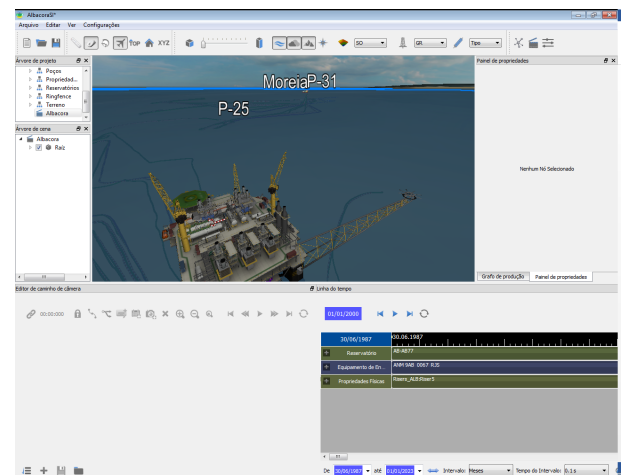 AlbacoraSI*
Arquivo Editar Ver Configurações
TOP XYZ SO GR Tipo
Árvore de projeto
Poços
Propriedad...
Reservatórios
Ringfence
Terreno
Albacora
Árvore de cena
Albacora
Raiz
MoreiaP-31
P-25
Painel de propriedades
Nenhum Nó Selecionado
Grafo de produção Painel de propriedades
Editor de caminho de câmera
00:00:000
Linha do tempo
01/01/2000
30/06/1987 30.06.1987
Reservatório AB-AB77
Equipamento de En...
Propriedades Físicas Risers_ALB:Riser5
De 30/06/1987 até 01/01/2023 Intervalo: Meses Tempo do Intervalo: 0.1 s